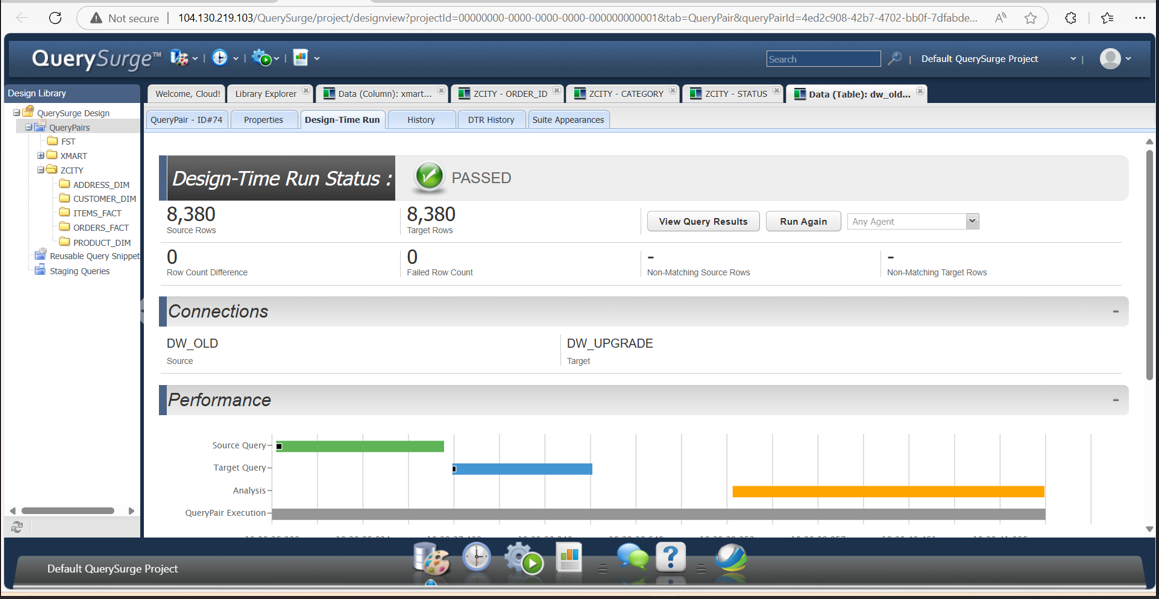 Not secure 104.130.219.103/QuerySurge/project/designview?projectId=00000000-0000-0000-0000-000000000001&tab=QueryPair&queryPairId=4ed2c908-42b7-4702-bb0f-7dfabde...
QuerySurge™ Search Default QuerySurge Project
Design Library
Welcome, Cloud! Library Explorer Data (Column): xmart... ZCITY - ORDER_ID ZCITY - CATEGORY ZCITY - STATUS Data (Table): dw_old...
QuerySurge Design
QueryPairs
FST
XMART
ZCITY
ADDRESS_DIM
CUSTOMER_DIM
ITEMS_FACT
ORDERS_FACT
PRODUCT_DIM
Reusable Query Snippet
Staging Queries
QueryPair - ID#74 Properties Design-Time Run History DTR History Suite Appearances
Design-Time Run Status : PASSED
8,380 8,380
Source Rows Target Rows
View Query Results Run Again Any Agent
0 0 - -
Row Count Difference Failed Row Count Non-Matching Source Rows Non-Matching Target Rows
Connections -
DW_OLD DW_UPGRADE
Source Target
Performance -
Source Query
Target Query
Analysis
QueryPair Execution
Default QuerySurge Project